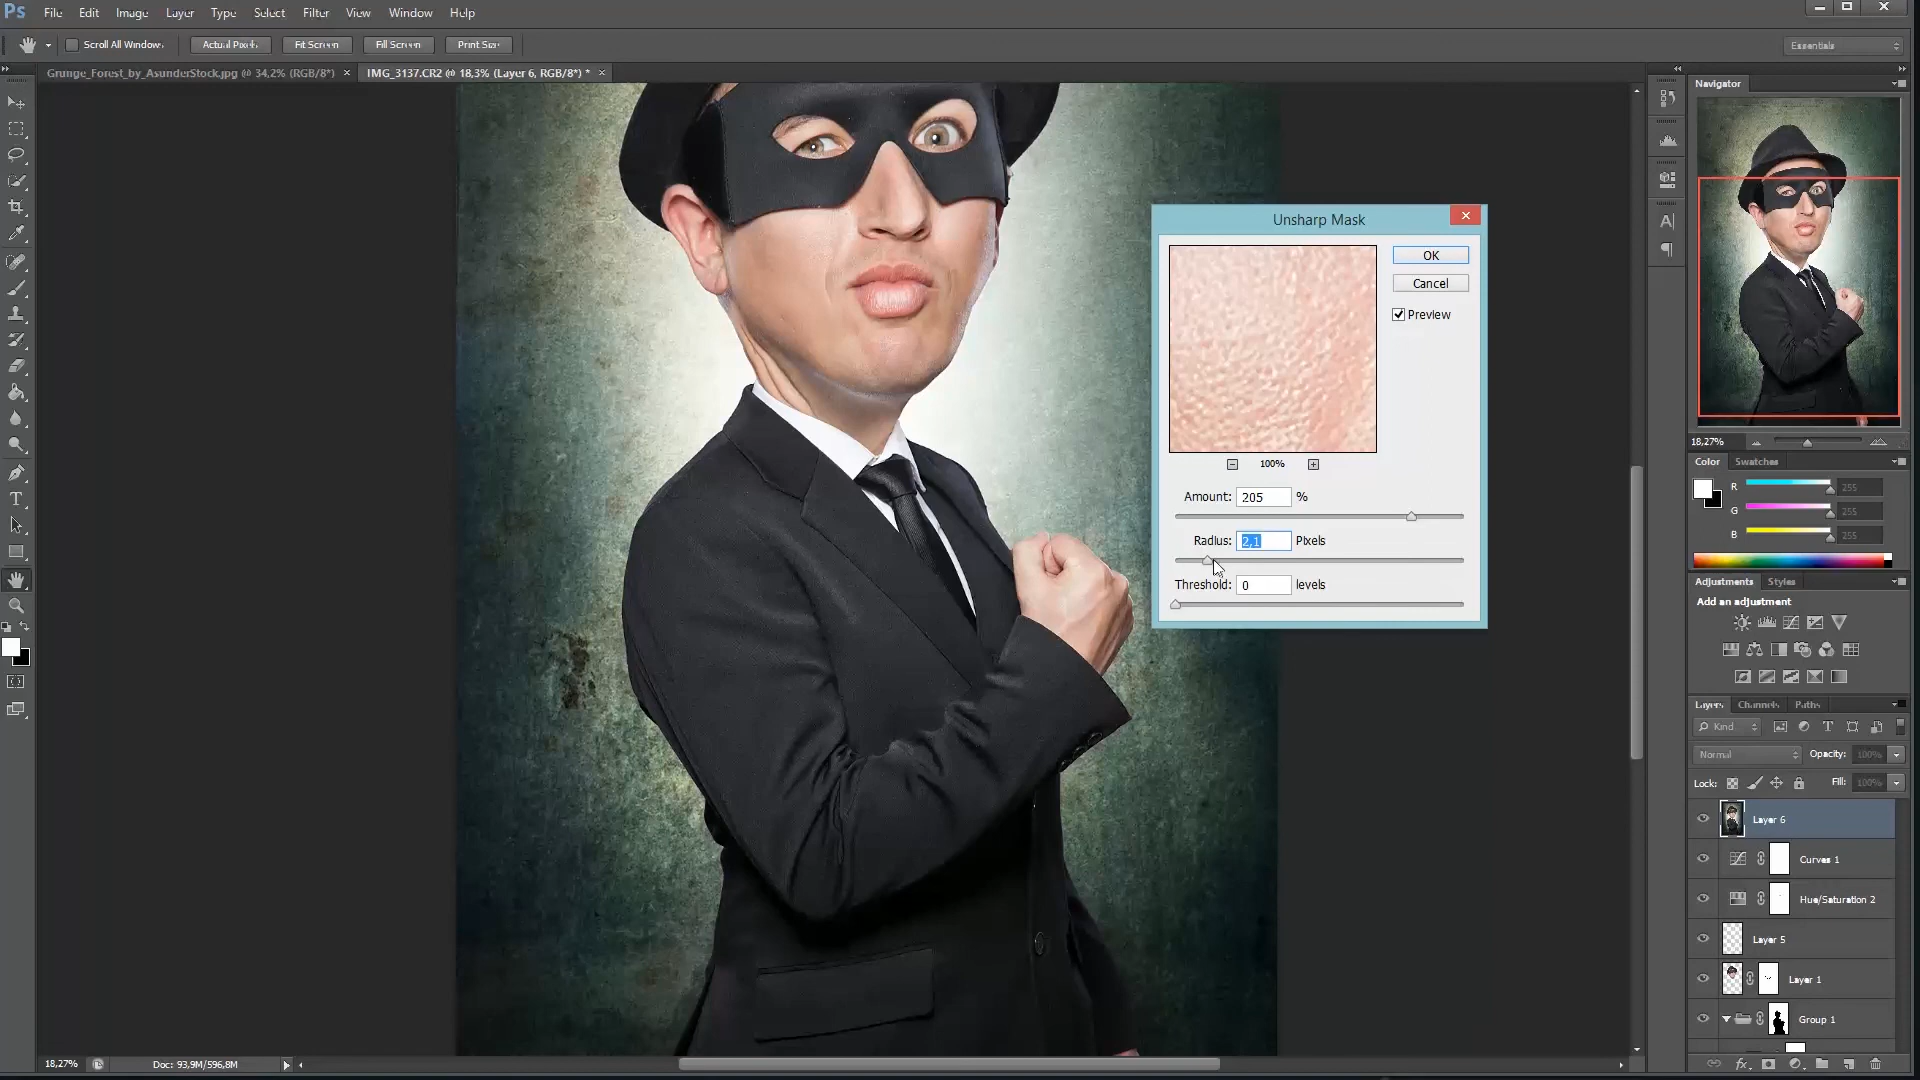 Ps File Edit Image Layer Type Select Filter View Window Help
Scroll All Windows Actual Pixels Fit Screen Fill Screen Print Size Essentials
Grunge_Forest_by_AsunderStock.jpg @ 34,2% (RGB/8*) × IMG_3137.CR2 @ 18,3% (Layer 6, RGB/8*) * ×
Navigator
Unsharp Mask
OK
Cancel
Preview
100%
Amount: 205 %
Radius: 2,1 Pixels
Threshold: 0 levels
18,27%
Color Swatches
R 255
G 255
B 255
Adjustments Styles
Add an adjustment
Layers Channels Paths
Kind
Normal Opacity: 100%
Lock: Fill: 100%
Layer 6
Curves 1
Hue/Saturation 2
Layer 5
Layer 1
Group 1
18,27% Doc: 93,9M/596,8M